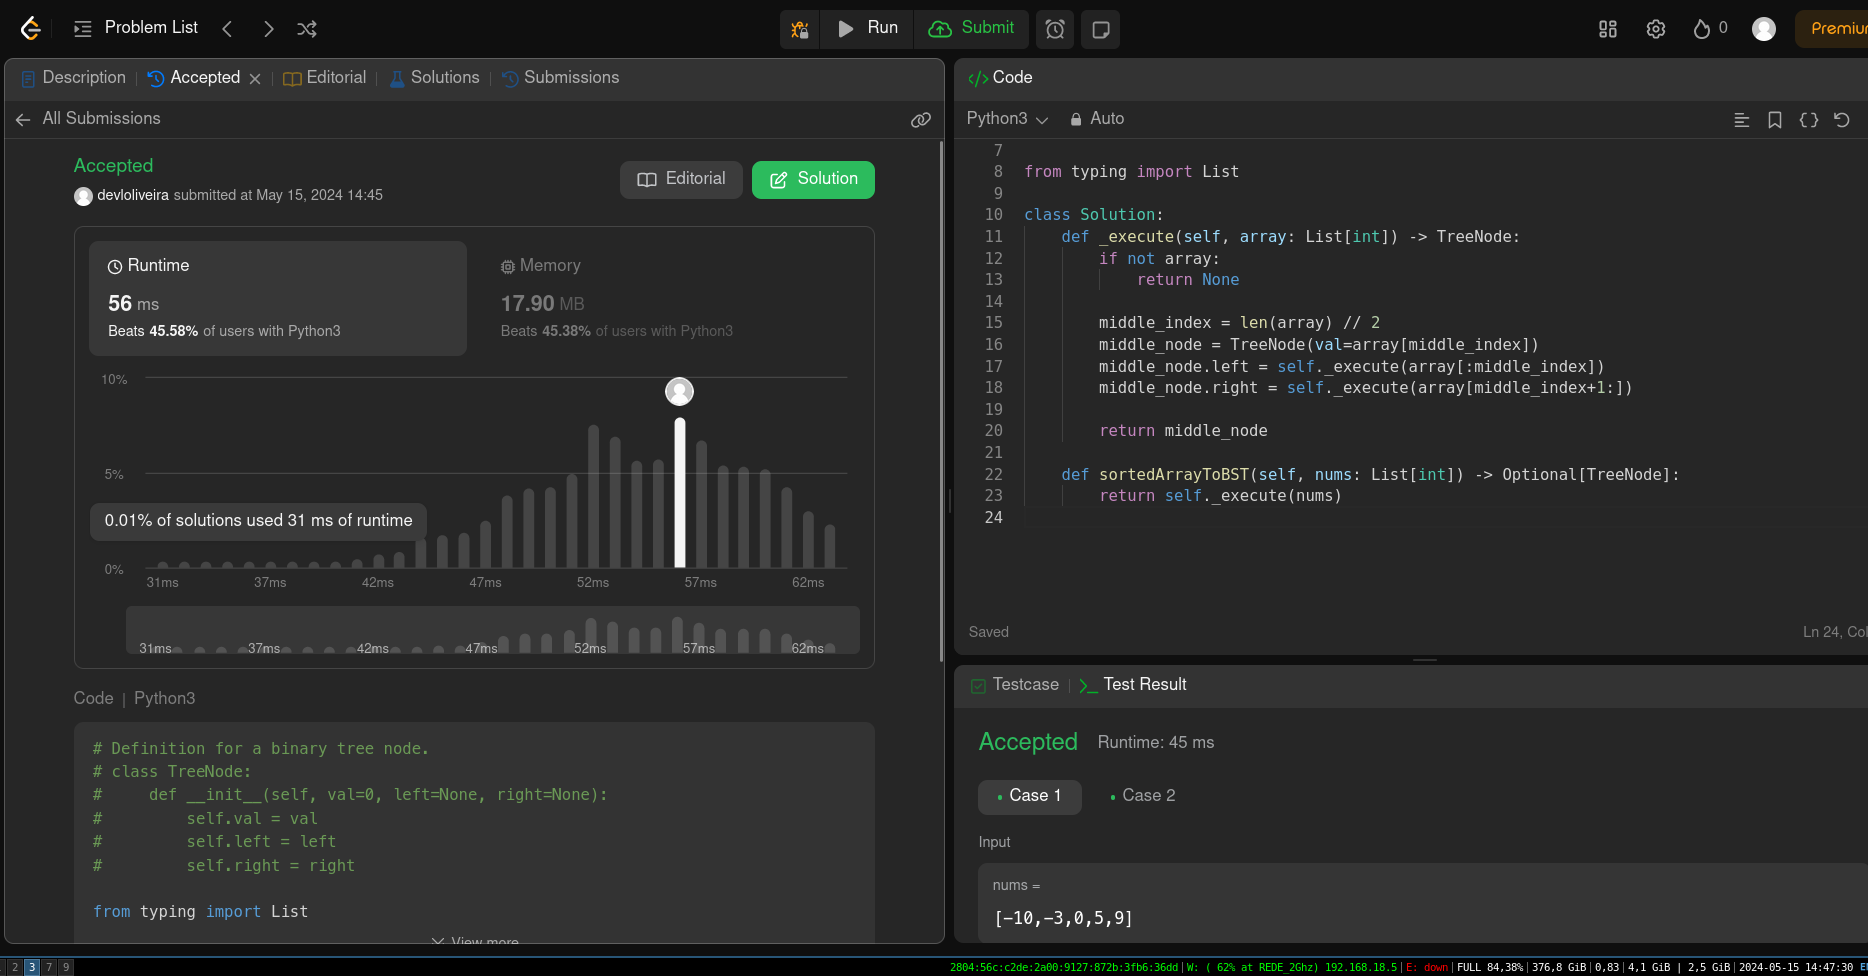 Problem List
Run
Submit
0
Premium
Description
Accepted
Editorial
Solutions
Submissions
All Submissions
Accepted
devloliveira submitted at May 15, 2024 14:45
Editorial
Solution
Runtime
56 ms
Beats 45.58% of users with Python3
Memory
17.90 MB
Beats 45.38% of users with Python3
10%
5%
0.01% of solutions used 31 ms of runtime
0%
31ms 37ms 42ms 47ms 52ms 57ms 62ms
31ms 37ms 42ms 47ms 52ms 57ms 62ms
Code | Python3
# Definition for a binary tree node.
# class TreeNode:
#     def __init__(self, val=0, left=None, right=None):
#         self.val = val
#         self.left = left
#         self.right = right
from typing import List
View more
</> Code
Python3
Auto
7
8 from typing import List
9
10 class Solution:
11     def _execute(self, array: List[int]) -> TreeNode:
12         if not array:
13             return None
14
15         middle_index = len(array) // 2
16         middle_node = TreeNode(val=array[middle_index])
17         middle_node.left = self._execute(array[:middle_index])
18         middle_node.right = self._execute(array[middle_index+1:])
19
20         return middle_node
21
22     def sortedArrayToBST(self, nums: List[int]) -> Optional[TreeNode]:
23         return self._execute(nums)
24
Saved
Ln 24, Col
Testcase
Test Result
Accepted Runtime: 45 ms
Case 1
Case 2
Input
nums =
[-10,-3,0,5,9]
2 3 7 9
2804:56c:c2de:2a00:9127:872b:3fb6:36dd|W: ( 62% at REDE_2Ghz) 192.168.18.5|E: down|FULL 84,38%|376,8 GiB|0,83|4,1 GiB | 2,5 GiB|2024-05-15 14:47:30